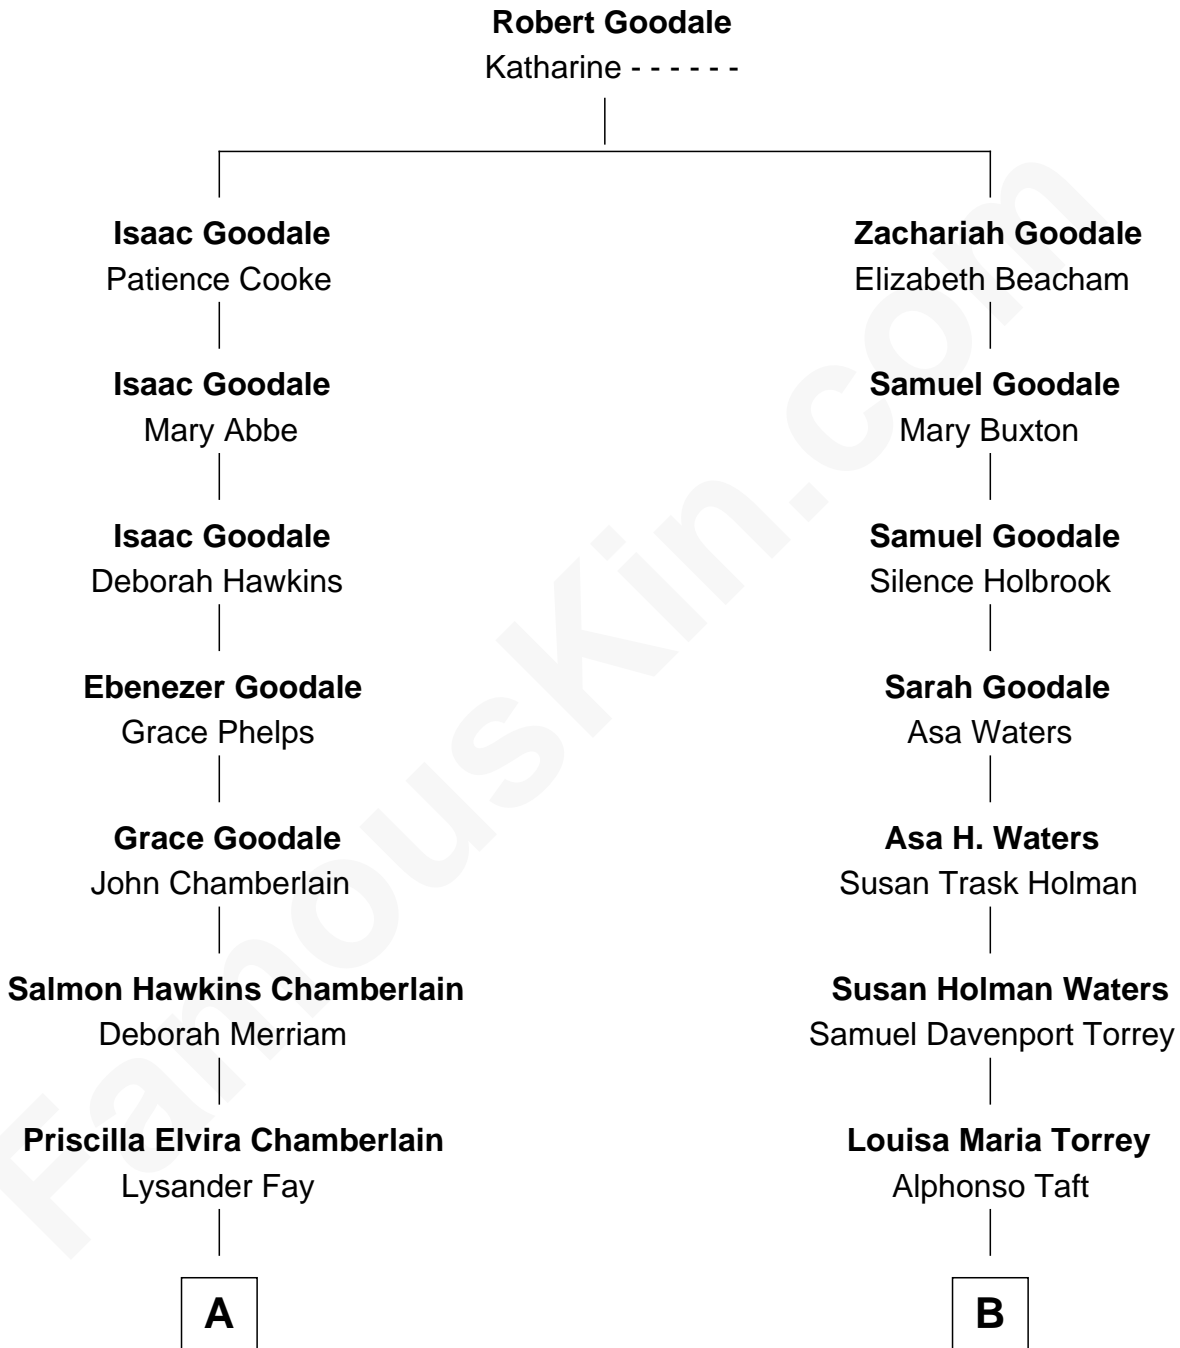 Robert Goodale
Katharine - - - - - -
Isaac Goodale
Patience Cooke
Zachariah Goodale
Elizabeth Beacham
Isaac Goodale
Mary Abbe
Samuel Goodale
Mary Buxton
Isaac Goodale
Deborah Hawkins
Samuel Goodale
Silence Holbrook
Ebenezer Goodale
Grace Phelps
Sarah Goodale
Asa Waters
Grace Goodale
John Chamberlain
Asa H. Waters
Susan Trask Holman
Salmon Hawkins Chamberlain
Deborah Merriam
Susan Holman Waters
Samuel Davenport Torrey
Priscilla Elvira Chamberlain
Lysander Fay
Louisa Maria Torrey
Alphonso Taft
A
B
FamousKin.com